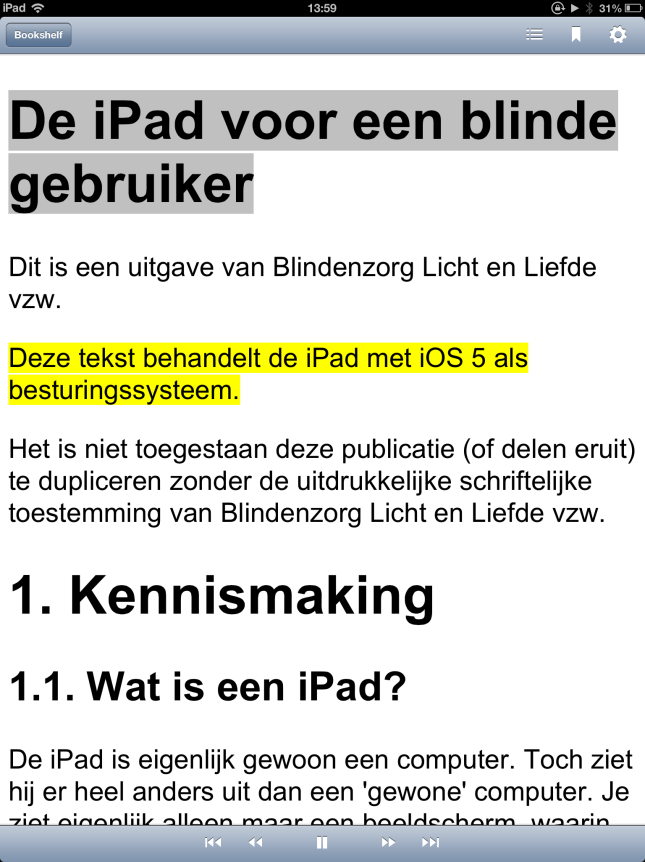 iPad 13:59 31%
Bookshelf
De iPad voor een blinde
gebruiker
Dit is een uitgave van Blindenzorg Licht en Liefde
vzw.
Deze tekst behandelt de iPad met iOS 5 als
besturingssysteem.
Het is niet toegestaan deze publicatie (of delen eruit)
te dupliceren zonder de uitdrukkelijke schriftelijke
toestemming van Blindenzorg Licht en Liefde vzw.
1. Kennismaking
1.1. Wat is een iPad?
De iPad is eigenlijk gewoon een computer. Toch ziet
hij er heel anders uit dan een 'gewone' computer. Je
ziet eigenlijk alleen maar een beeldscherm, waarin